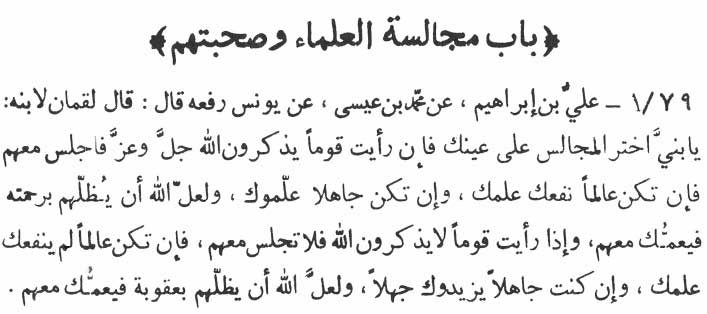 ﴿باب مجالسة العلماء وصحبتهم﴾
٧٩/١ ـ عليُّ بن إبراهيم ، عن محمّد بن عيسى ، عن يونس رفعه قال : قال لقمان لابنه:
يا بنيَّ اختر المجالس على عينك فإن رأيت قوماً يذكرون الله جلَّ وعزَّ فاجلس معهم
فإن تكن عالماً نفعك علمك ، وإن تكن جاهلا علّموك ، ولعلّ الله أن يُظلّهم برحمته
فيعمّك معهم، وإذا رأيت قوماً لا يذكرون الله فلا تجلس معهم ، فإن تكن عالماً لم ينفعك
علمك ، وإن كنت جاهلاً يزيدوك جهلاً، ولعلَّ الله أن يظلّهم بعقوبة فيعمّك معهم .